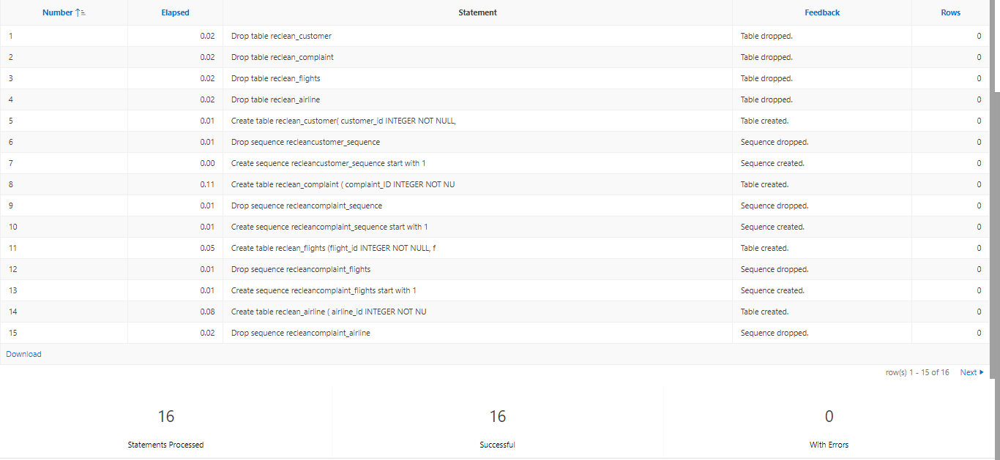 Number Elapsed Statement Feedback Rows
1 0.02 Drop table reclean_customer Table dropped. 0
2 0.02 Drop table reclean_complaint Table dropped. 0
3 0.02 Drop table reclean_flights Table dropped. 0
4 0.02 Drop table reclean_airline Table dropped. 0
5 0.01 Create table reclean_customer( customer_id INTEGER NOT NULL, Table created. 0
6 0.01 Drop sequence recleancustomer_sequence Sequence dropped. 0
7 0.00 Create sequence recleancustomer_sequence start with 1 Sequence created. 0
8 0.11 Create table reclean_complaint ( complaint_ID INTEGER NOT NU Table created. 0
9 0.01 Drop sequence recleancomplaint_sequence Sequence dropped. 0
10 0.01 Create sequence recleancomplaint_sequence start with 1 Sequence created. 0
11 0.05 Create table reclean_flights (flight_id INTEGER NOT NULL, f Table created. 0
12 0.01 Drop sequence recleancomplaint_flights Sequence dropped. 0
13 0.01 Create sequence recleancomplaint_flights start with 1 Sequence created. 0
14 0.08 Create table reclean_airline ( airline_id INTEGER NOT NU Table created. 0
15 0.02 Drop sequence recleancomplaint_airline Sequence dropped. 0
Download
row(s) 1 - 15 of 16 Next
16 16 0
Statements Processed Successful With Errors